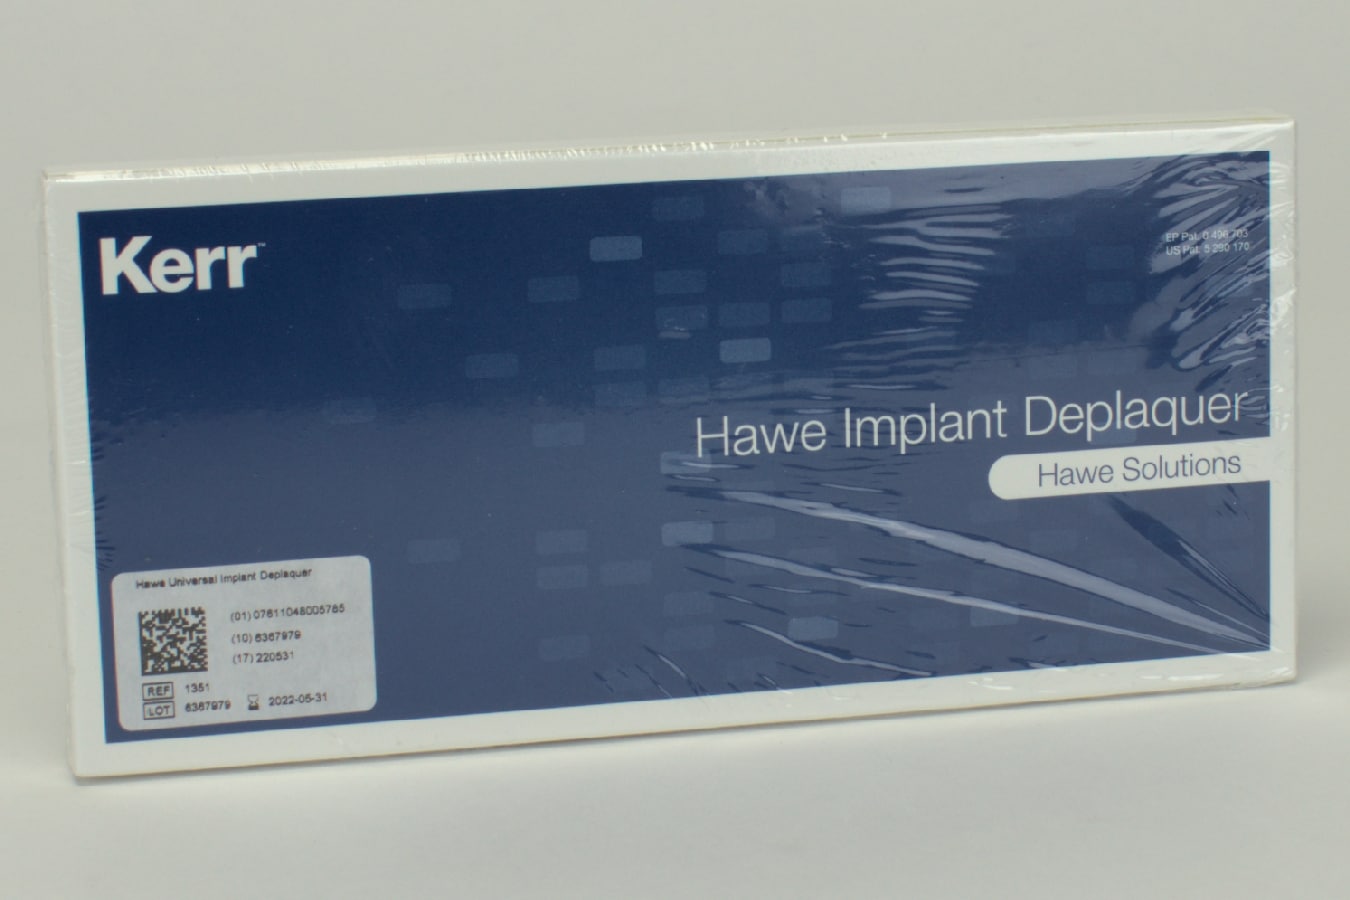 Kerr™
EP Pat. 0 496 703
US Pat. 5 290 170
Hawe Implant Deplaquer
Hawe Solutions
Hawe Universal Implant Deplaquer
(01) 07611048005785
(10) 6367979
(17) 220531
REF 1351
LOT 6367979 2022-05-31